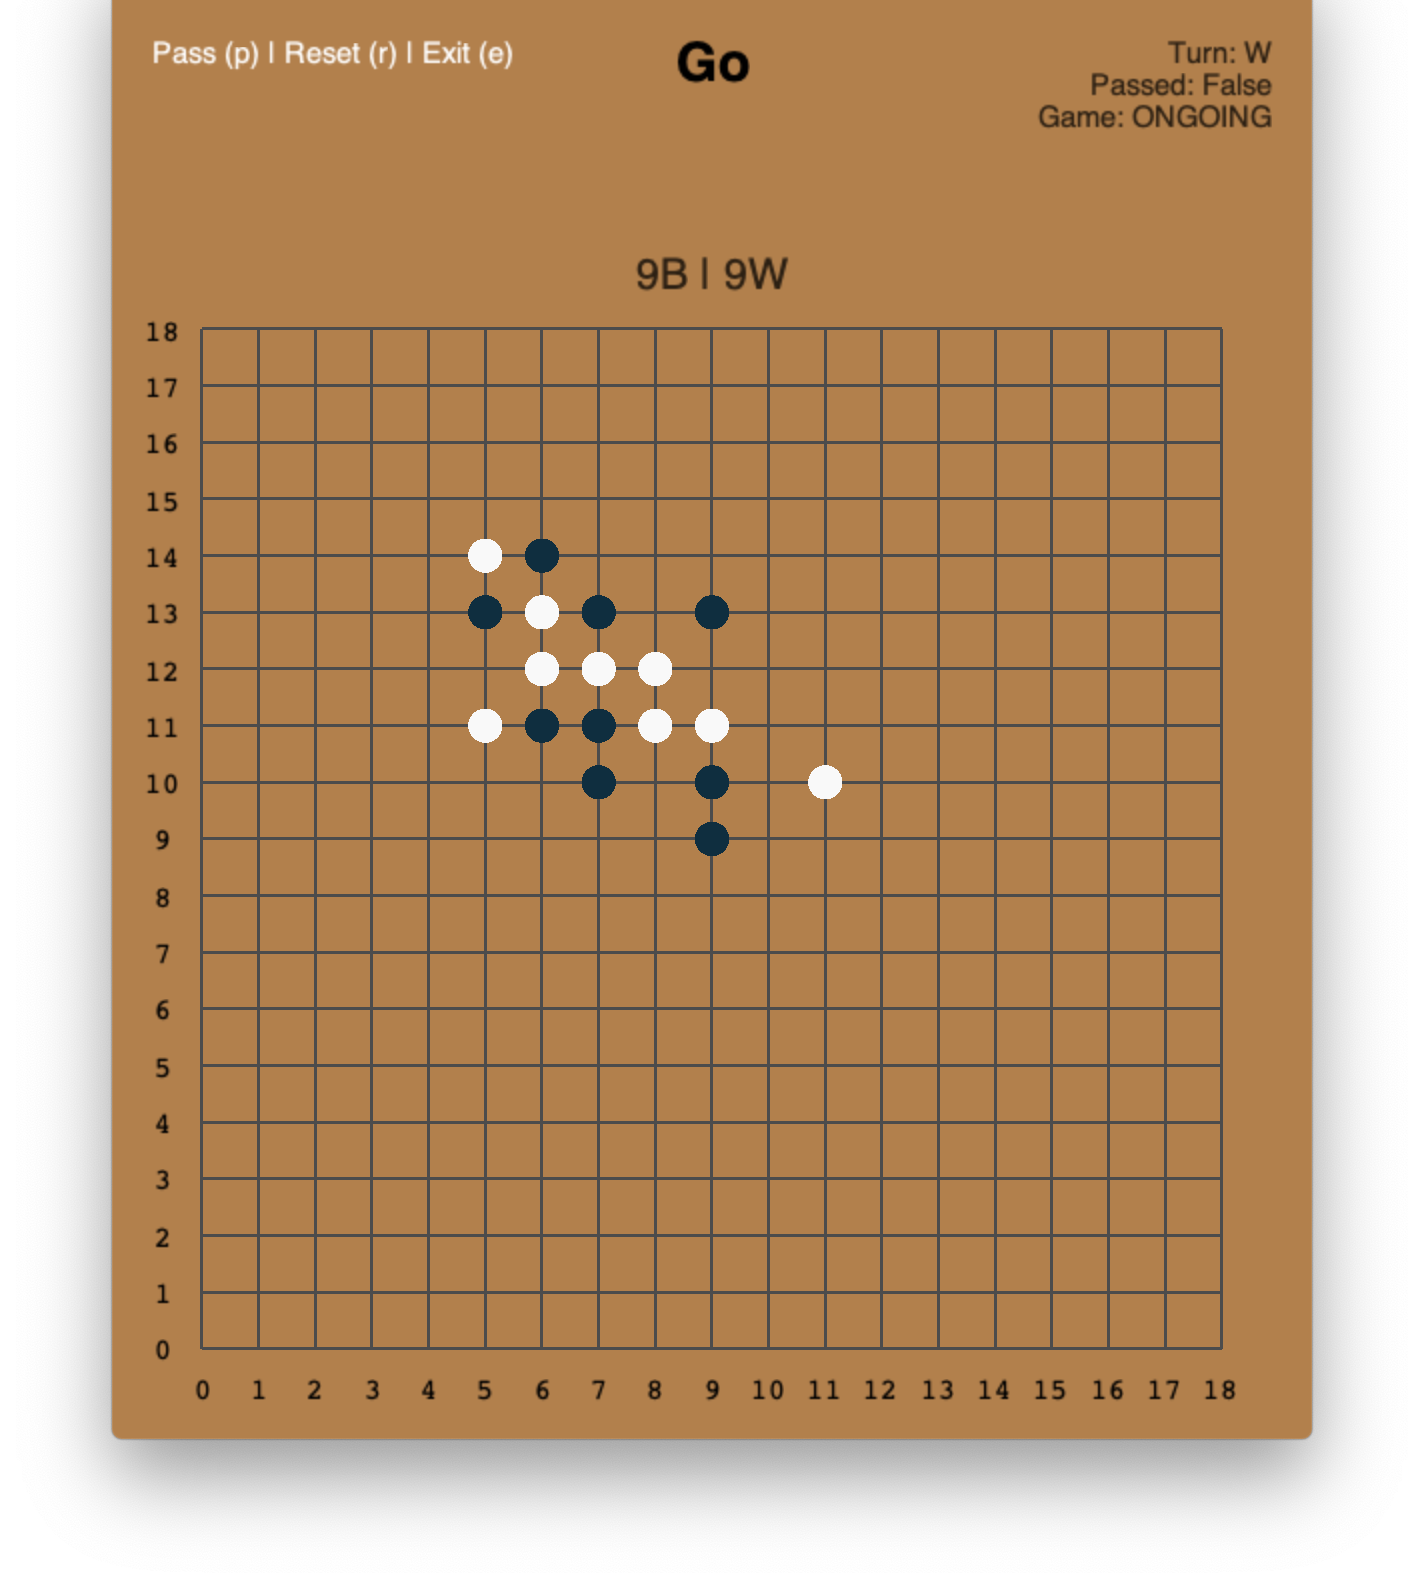 Pass (p) | Reset (r) | Exit (e)
Go
Turn: W
Passed: False
Game: ONGOING
9B | 9W
18
17
16
15
14
13
12
11
10
9
8
7
6
5
4
3
2
1
0
0 1 2 3 4 5 6 7 8 9 10 11 12 13 14 15 16 17 18